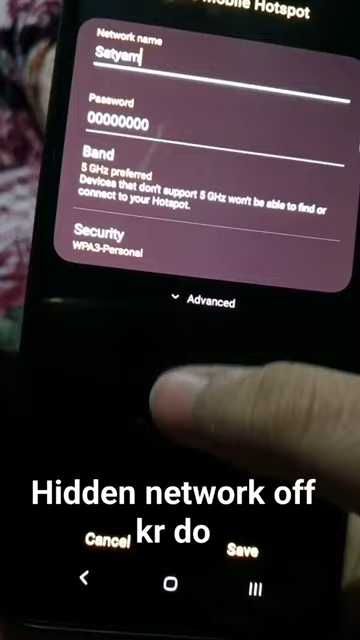 Mobile Hotspot
Network name
Satyam
Password
00000000
Band
5 GHz preferred
Devices that don't support 5 GHz won't be able to find or
connect to your Hotspot.
Security
WPA3-Personal
Advanced
Hidden network off
kr do
Cancel
Save